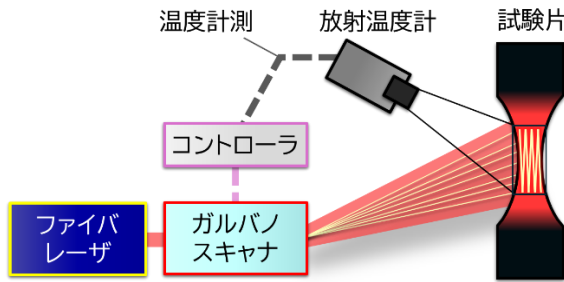 温度計測
放射温度計
試験片
コントローラ
ファイバ
レーザ
ガルバノ
スキャナ